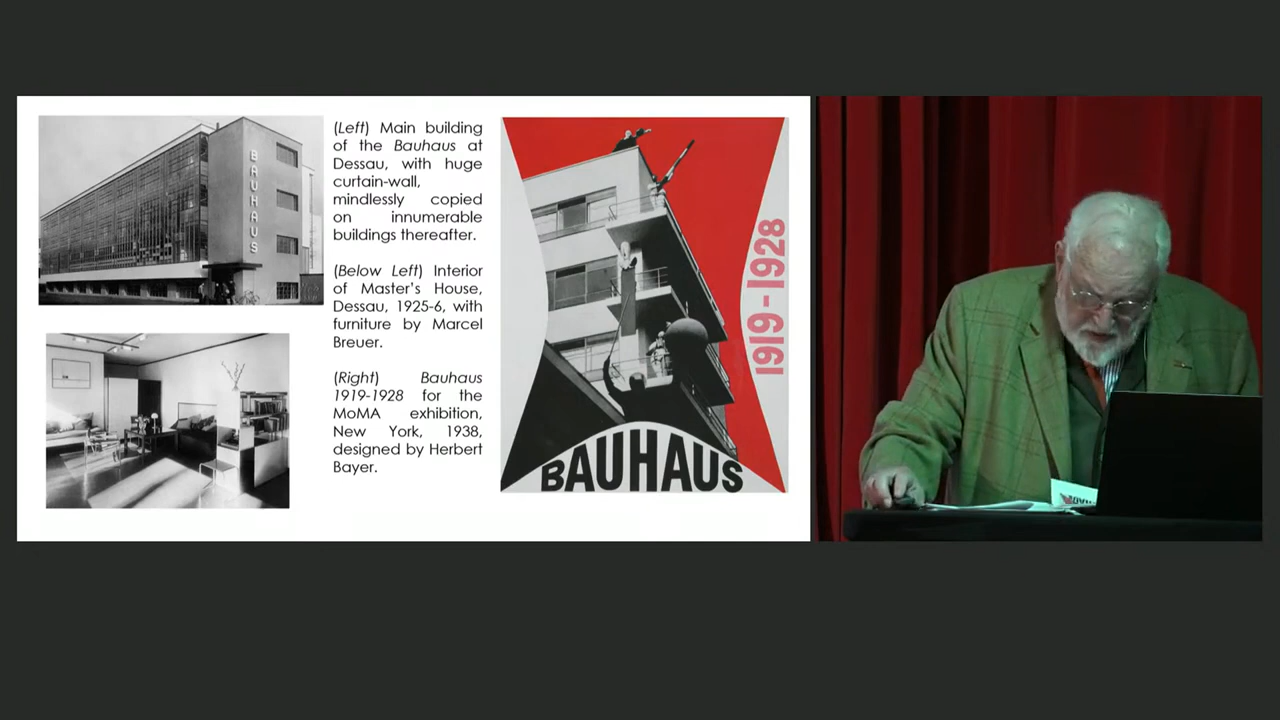 BAUHAUS
(Left) Main building
of the Bauhaus at
Dessau, with huge
curtain-wall,
mindlessly copied
on innumerable
buildings thereafter.
(Below Left) Interior
of Master's House,
Dessau, 1925-6, with
furniture by Marcel
Breuer.
(Right) Bauhaus
1919-1928 for the
MoMA exhibition,
New York, 1938,
designed by Herbert
Bayer.
1919 - 1928
BAUHAUS